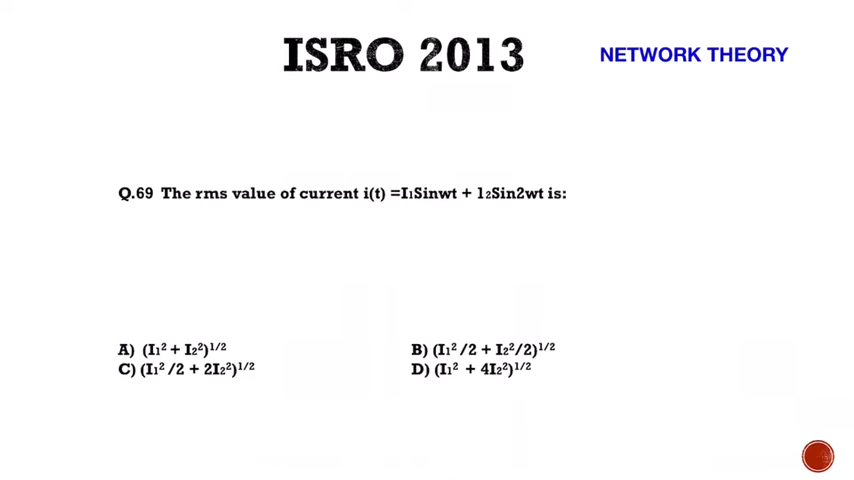 ISRO 2013
NETWORK THEORY
Q.69 The rms value of current i(t) =I₁Sinwt + 1₂Sin2wt is:
A) (I₁² + I₂²)¹/²
B) (I₁² /2 + I₂²/2)¹/²
C) (I₁² /2 + 2I₂²)¹/²
D) (I₁² + 4I₂²)¹/²